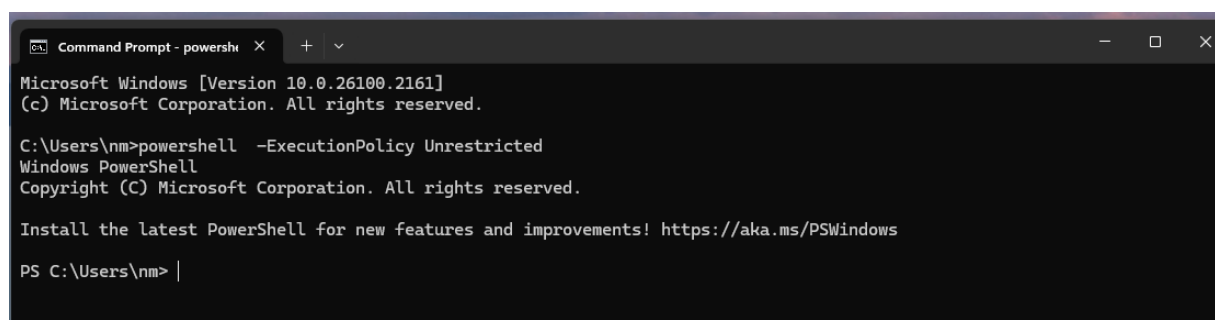 Command Prompt - powershe
Microsoft Windows [Version 10.0.26100.2161]
(c) Microsoft Corporation. All rights reserved.
C:\Users\nm>powershell  -ExecutionPolicy Unrestricted
Windows PowerShell
Copyright (C) Microsoft Corporation. All rights reserved.
Install the latest PowerShell for new features and improvements! https://aka.ms/PSWindows
PS C:\Users\nm>